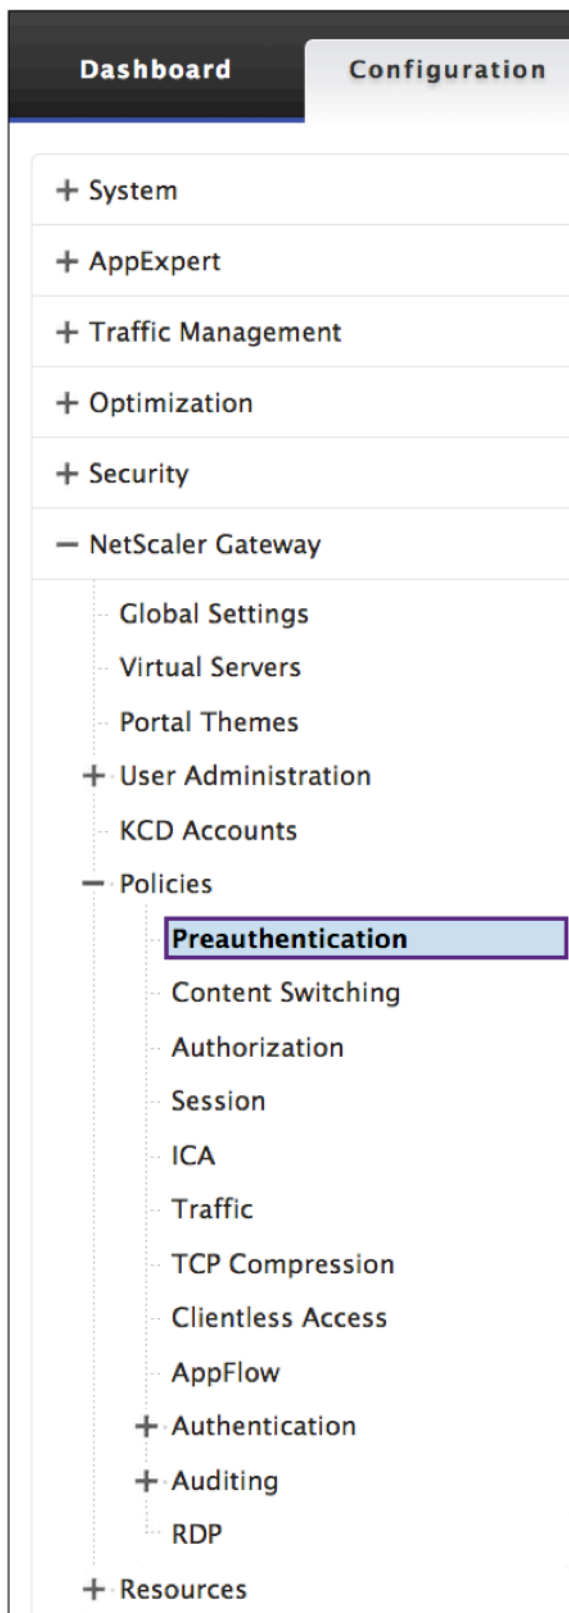 Dashboard Configuration
System
AppExpert
Traffic Management
Optimization
Security
NetScaler Gateway
Global Settings
Virtual Servers
Portal Themes
User Administration
KCD Accounts
Policies
Preauthentication
Content Switching
Authorization
Session
ICA
Traffic
TCP Compression
Clientless Access
AppFlow
Authentication
Auditing
RDP
Resources